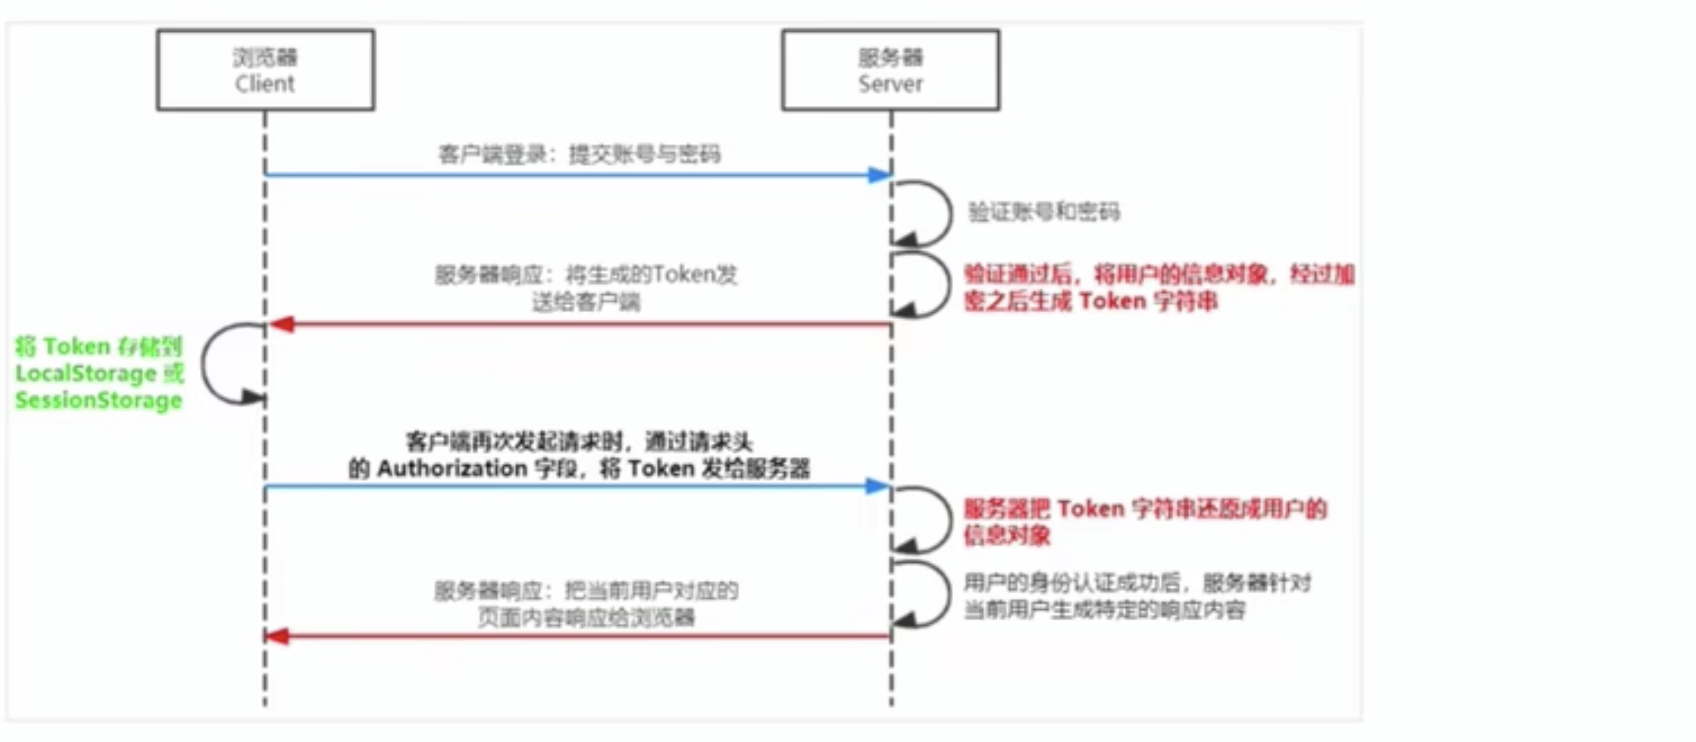 浏览器
Client
服务器
Server
客户端登录：提交账号与密码
验证账号和密码
服务器响应：将生成的Token发
送给客户端
验证通过后，将用户的信息对象，经过加
密之后生成 Token 字符串
将 Token 存储到
LocalStorage 或
SessionStorage
客户端再次发起请求时，通过请求头
的 Authorization 字段，将 Token 发给服务器
服务器把 Token 字符串还原成用户的
信息对象
服务器响应：把当前用户对应的
页面内容响应给浏览器
用户的身份认证成功后，服务器针对
当前用户生成特定的响应内容